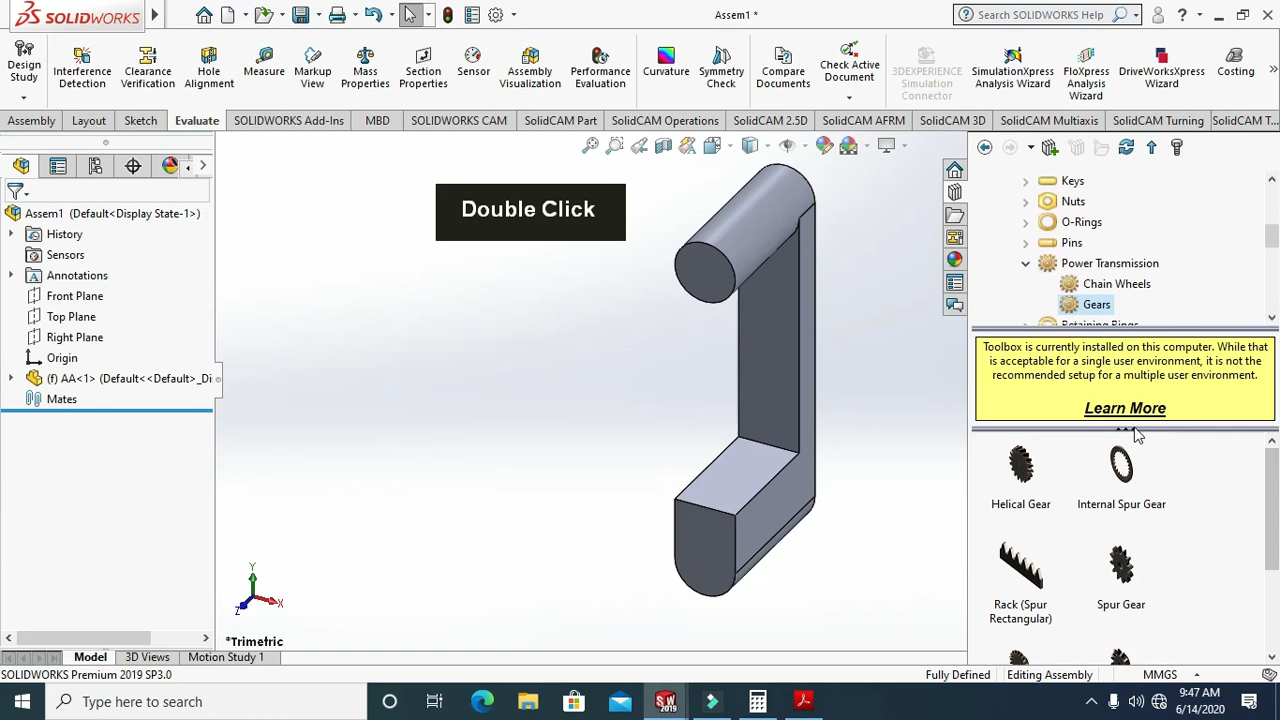 SOLIDWORKS
Assem1 *
Search SOLIDWORKS Help
Design Study
Interference Detection
Clearance Verification
Hole Alignment
Measure
Markup View
Mass Properties
Section Properties
Sensor
Assembly Visualization
Performance Evaluation
Curvature
Symmetry Check
Compare Documents
Check Active Document
3DEXPERIENCE Simulation Connector
SimulationXpress Analysis Wizard
FloXpress Analysis Wizard
DriveWorksXpress Wizard
Costing
Assembly
Layout
Sketch
Evaluate
SOLIDWORKS Add-Ins
MBD
SOLIDWORKS CAM
SolidCAM Part
SolidCAM Operations
SolidCAM 2.5D
SolidCAM AFRM
SolidCAM 3D
SolidCAM Multiaxis
SolidCAM Turning
SolidCAM T...
Assem1 (Default<Display State-1>)
History
Sensors
Annotations
Front Plane
Top Plane
Right Plane
Origin
(f) AA<1> (Default<<Default>_Di
Mates
Double Click
Keys
Nuts
O-Rings
Pins
Power Transmission
Chain Wheels
Gears
Retaining Rings
Toolbox is currently installed on this computer. While that
is acceptable for a single user environment, it is not the
recommended setup for a multiple user environment.
Learn More
Helical Gear
Internal Spur Gear
Rack (Spur Rectangular)
Spur Gear
Y
X
Z
*Trimetric
Model
3D Views
Motion Study 1
SOLIDWORKS Premium 2019 SP3.0
Fully Defined
Editing Assembly
MMGS
Type here to search
SW 2019
9:47 AM
6/14/2020